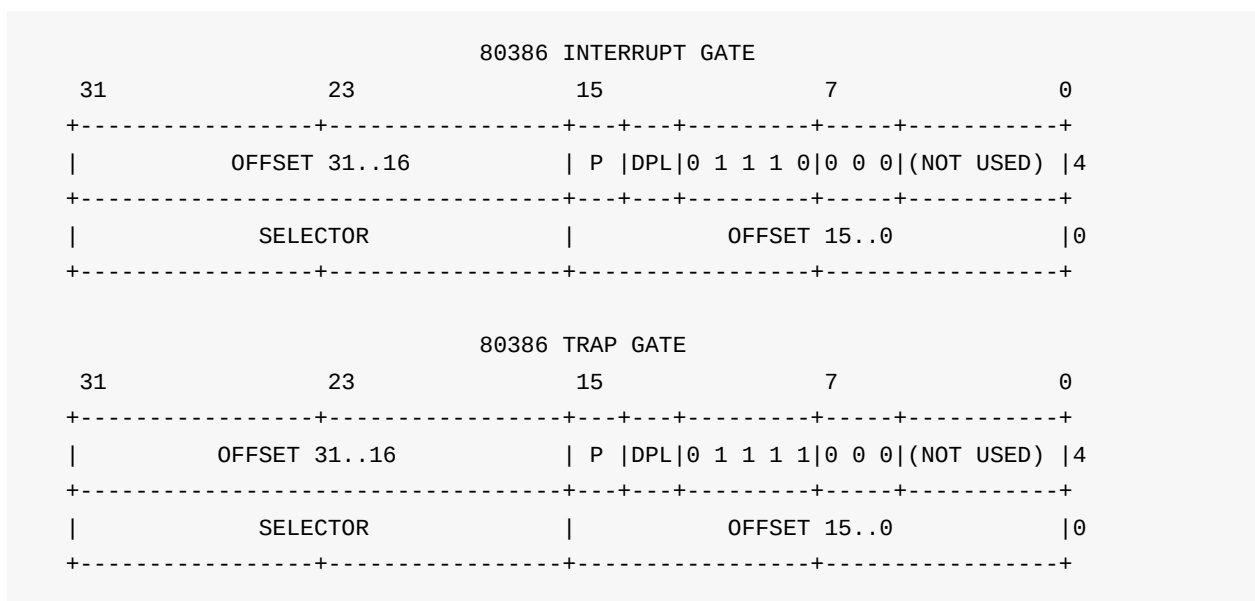 80386 INTERRUPT GATE
 31                23                15                7                0
+-----------------+-----------------+---+---+---------+-----+-----------+
|           OFFSET 31..16           | P |DPL|0 1 1 1 0|0 0 0|(NOT USED) |4
+-----------------------------------+---+---+---------+-----+-----------+
|             SELECTOR              |           OFFSET 15..0            |0
+-----------------+-----------------+-----------------+-----------------+
                              80386 TRAP GATE
 31                23                15                7                0
+-----------------+-----------------+---+---+---------+-----+-----------+
|          OFFSET 31..16            | P |DPL|0 1 1 1 1|0 0 0|(NOT USED) |4
+-----------------------------------+---+---+---------+-----+-----------+
|             SELECTOR              |           OFFSET 15..0            |0
+-----------------+-----------------+-----------------+-----------------+